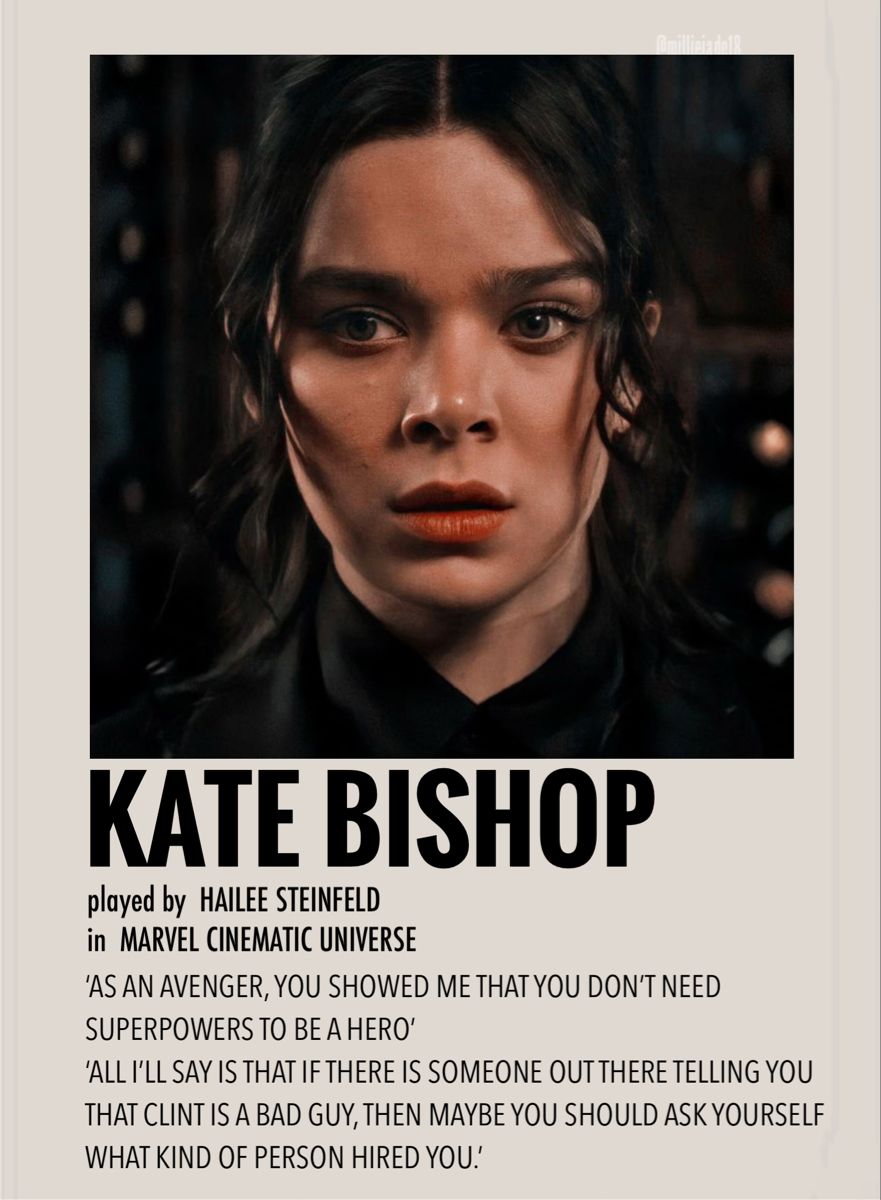 @milliejade18
KATE BISHOP
played by HAILEE STEINFELD
in MARVEL CINEMATIC UNIVERSE
‘AS AN AVENGER, YOU SHOWED ME THAT YOU DON’T NEED
SUPERPOWERS TO BE A HERO’
‘ALL I’LL SAY IS THAT IF THERE IS SOMEONE OUT THERE TELLING YOU
THAT CLINT IS A BAD GUY, THEN MAYBE YOU SHOULD ASK YOURSELF
WHAT KIND OF PERSON HIRED YOU.’